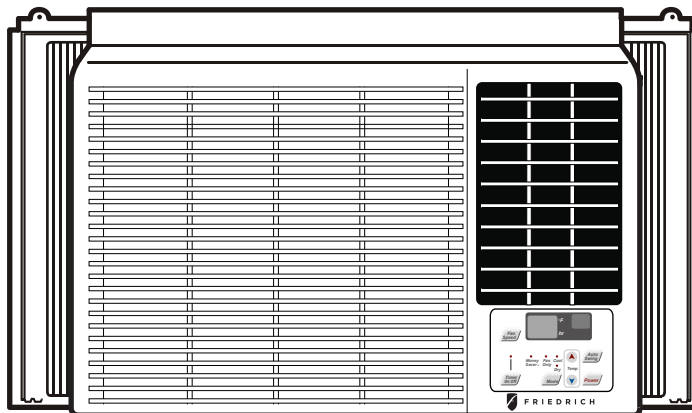 °F
Fan
Speed
Hr
Auto
Swing
Money
Saver
Fan
Only
Cool
Dry
Temp
Timer
On/Off
Mode
Power
FRIEDRICH